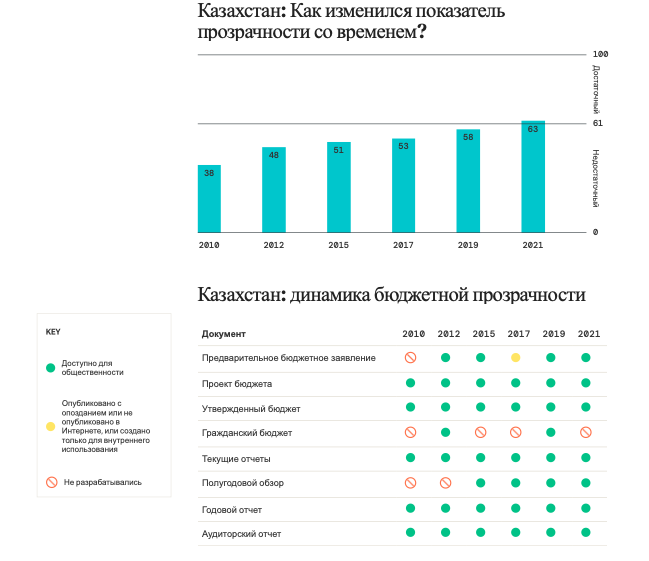 Казахстан: Как изменился показатель
прозрачности со временем?
100
Достаточный
61
38
48
51
53
58
63
Недостаточный
0
2010 2012 2015 2017 2019 2021
Казахстан: динамика бюджетной прозрачности
KEY
Доступно для
общественности
Опубликовано с
опозданием или не
опубликовано в
Интернете, или создано
только для внутреннего
использования
Не разрабатывались
Документ 2010 2012 2015 2017 2019 2021
Предварительное бюджетное заявление
Проект бюджета
Утвержденный бюджет
Гражданский бюджет
Текущие отчеты
Полугодовой обзор
Годовой отчет
Аудиторский отчет